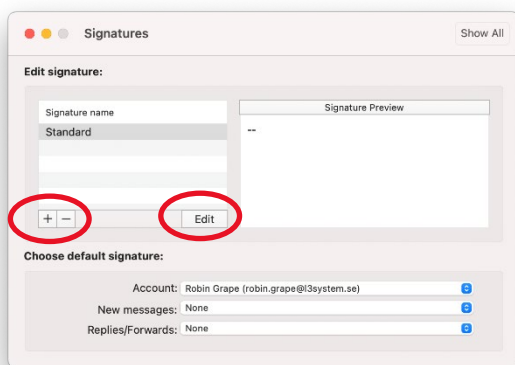 Signatures
Show All
Edit signature:
Signature name
Signature Preview
Standard
--
+ −
Edit
Choose default signature:
Account: Robin Grape (robin.grape@l3system.se)
New messages: None
Replies/Forwards: None